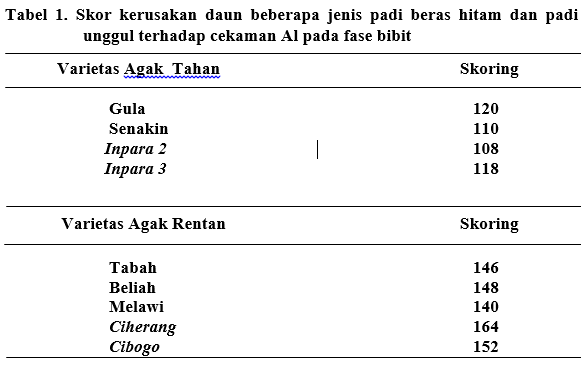 Tabel 1. Skor kerusakan daun beberapa jenis padi beras hitam dan padi
unggul terhadap cekaman Al pada fase bibit
Varietas Agak Tahan Skoring
Gula 120
Senakin 110
Inpara 2 108
Inpara 3 118
Varietas Agak Rentan Skoring
Tabah 146
Beliah 148
Melawi 140
Ciherang 164
Cibogo 152